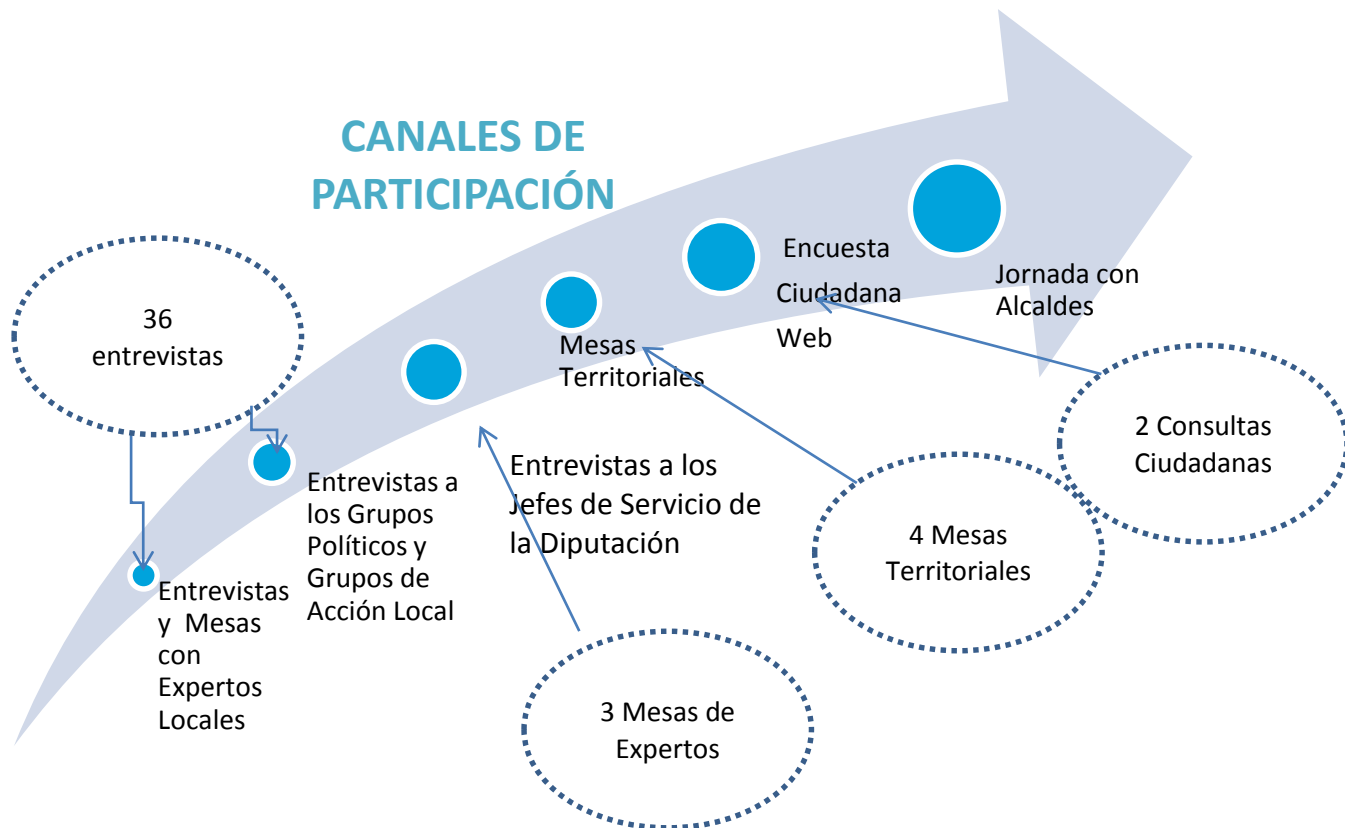 CANALES DE
PARTICIPACIÓN
36
entrevistas
Entrevistas
y Mesas
con
Expertos
Locales
Entrevistas a
los Grupos
Políticos y
Grupos de
Acción Local
Entrevistas a los
Jefes de Servicio de
la Diputación
Mesas
Territoriales
Encuesta
Ciudadana
Web
Jornada con
Alcaldes
3 Mesas de
Expertos
4 Mesas
Territoriales
2 Consultas
Ciudadanas